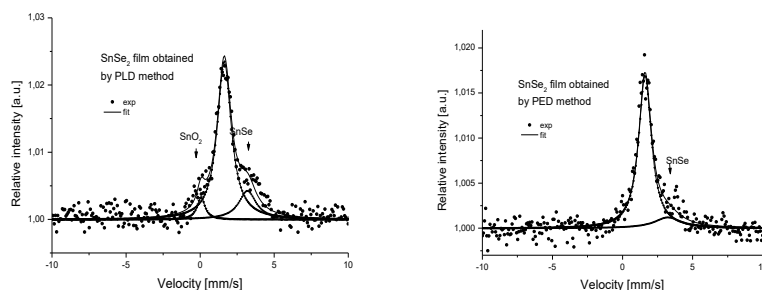 1,03
1,02
1,01
1,00
-10
-5
0
5
10
Relative intensity [a.u.]
Velocity [mm/s]
SnSe₂ film obtained
by PLD method
exp
fit
SnO₂
SnSe
1,020
1,015
1,010
1,005
1,000
-10
-5
0
5
10
Relative intensity [a.u.]
Velocity [mm/s]
SnSe₂ film obtained
by PED method
exp
fit
SnSe